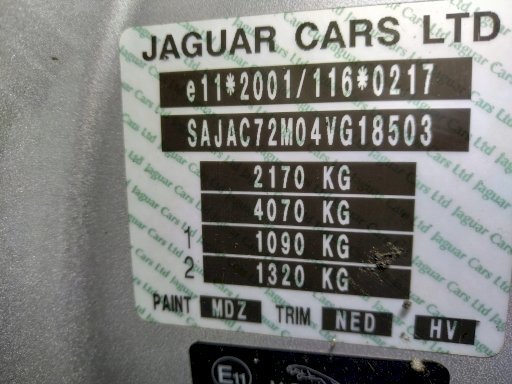 JAGUAR CARS LTD
e11*2001/116*0217
SAJAC72M04VG18503
2170 KG
4070 KG
1 1090 KG
2 1320 KG
PAINT MDZ TRIM NED HV
E11